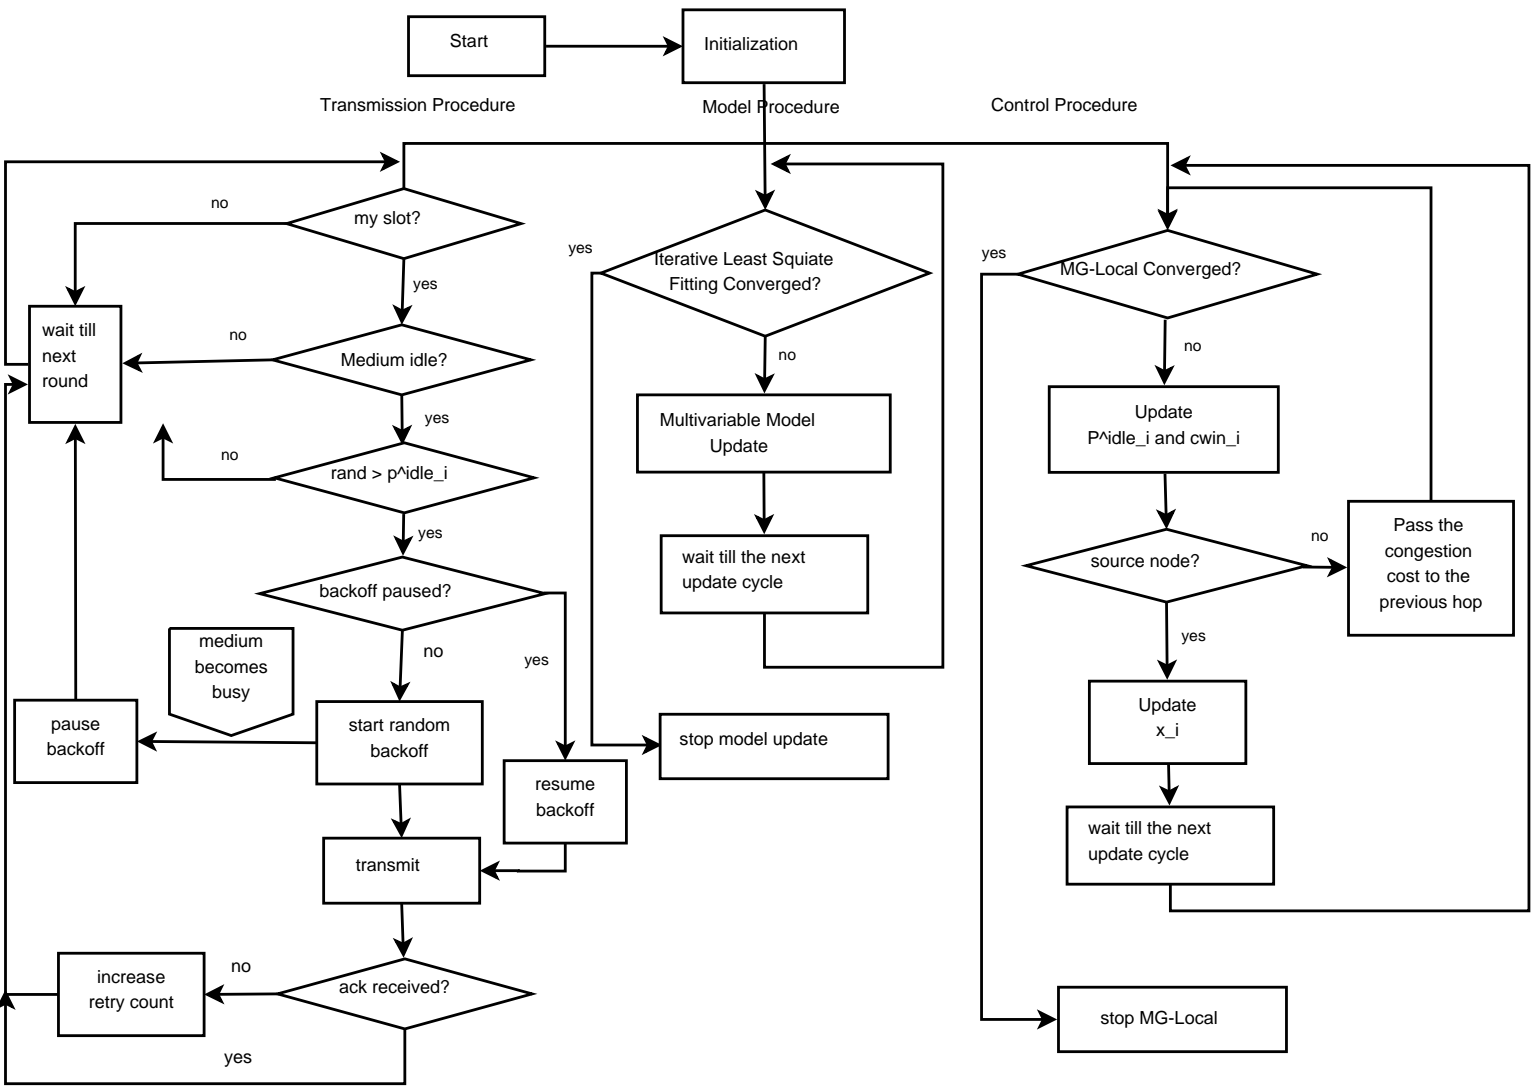 Start
Initialization
Transmission Procedure
Model Procedure
Control Procedure
no
my slot?
yes
wait till
next
round
no
Medium idle?
yes
no
rand > p^idle_i
yes
backoff paused?
no
yes
medium
becomes
busy
pause
backoff
start random
backoff
resume
backoff
transmit
ack received?
no
increase
retry count
yes
yes
Iterative Least Squiate
Fitting Converged?
no
Multivariable Model
Update
wait till the next
update cycle
stop model update
yes
MG-Local Converged?
no
Update
P^idle_i and cwin_i
source node?
no
Pass the
congestion
cost to the
previous hop
yes
Update
x_i
wait till the next
update cycle
stop MG-Local